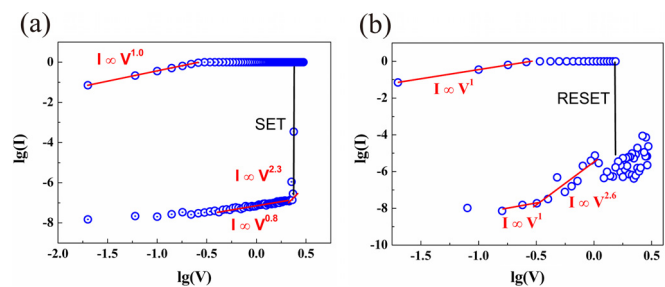 (a)
lg(I)
2
0
-2
-4
-6
-8
-2.0
-1.5
-1.0
-0.5
0.0
0.5
lg(V)
I ∞ V^1.0
SET
I ∞ V^2.3
I ∞ V^0.8
(b)
lg(I)
0
-2
-4
-6
-8
-10
-1.5
-1.0
-0.5
0.0
0.5
lg(V)
I ∞ V^1
RESET
I ∞ V^1
I ∞ V^2.6